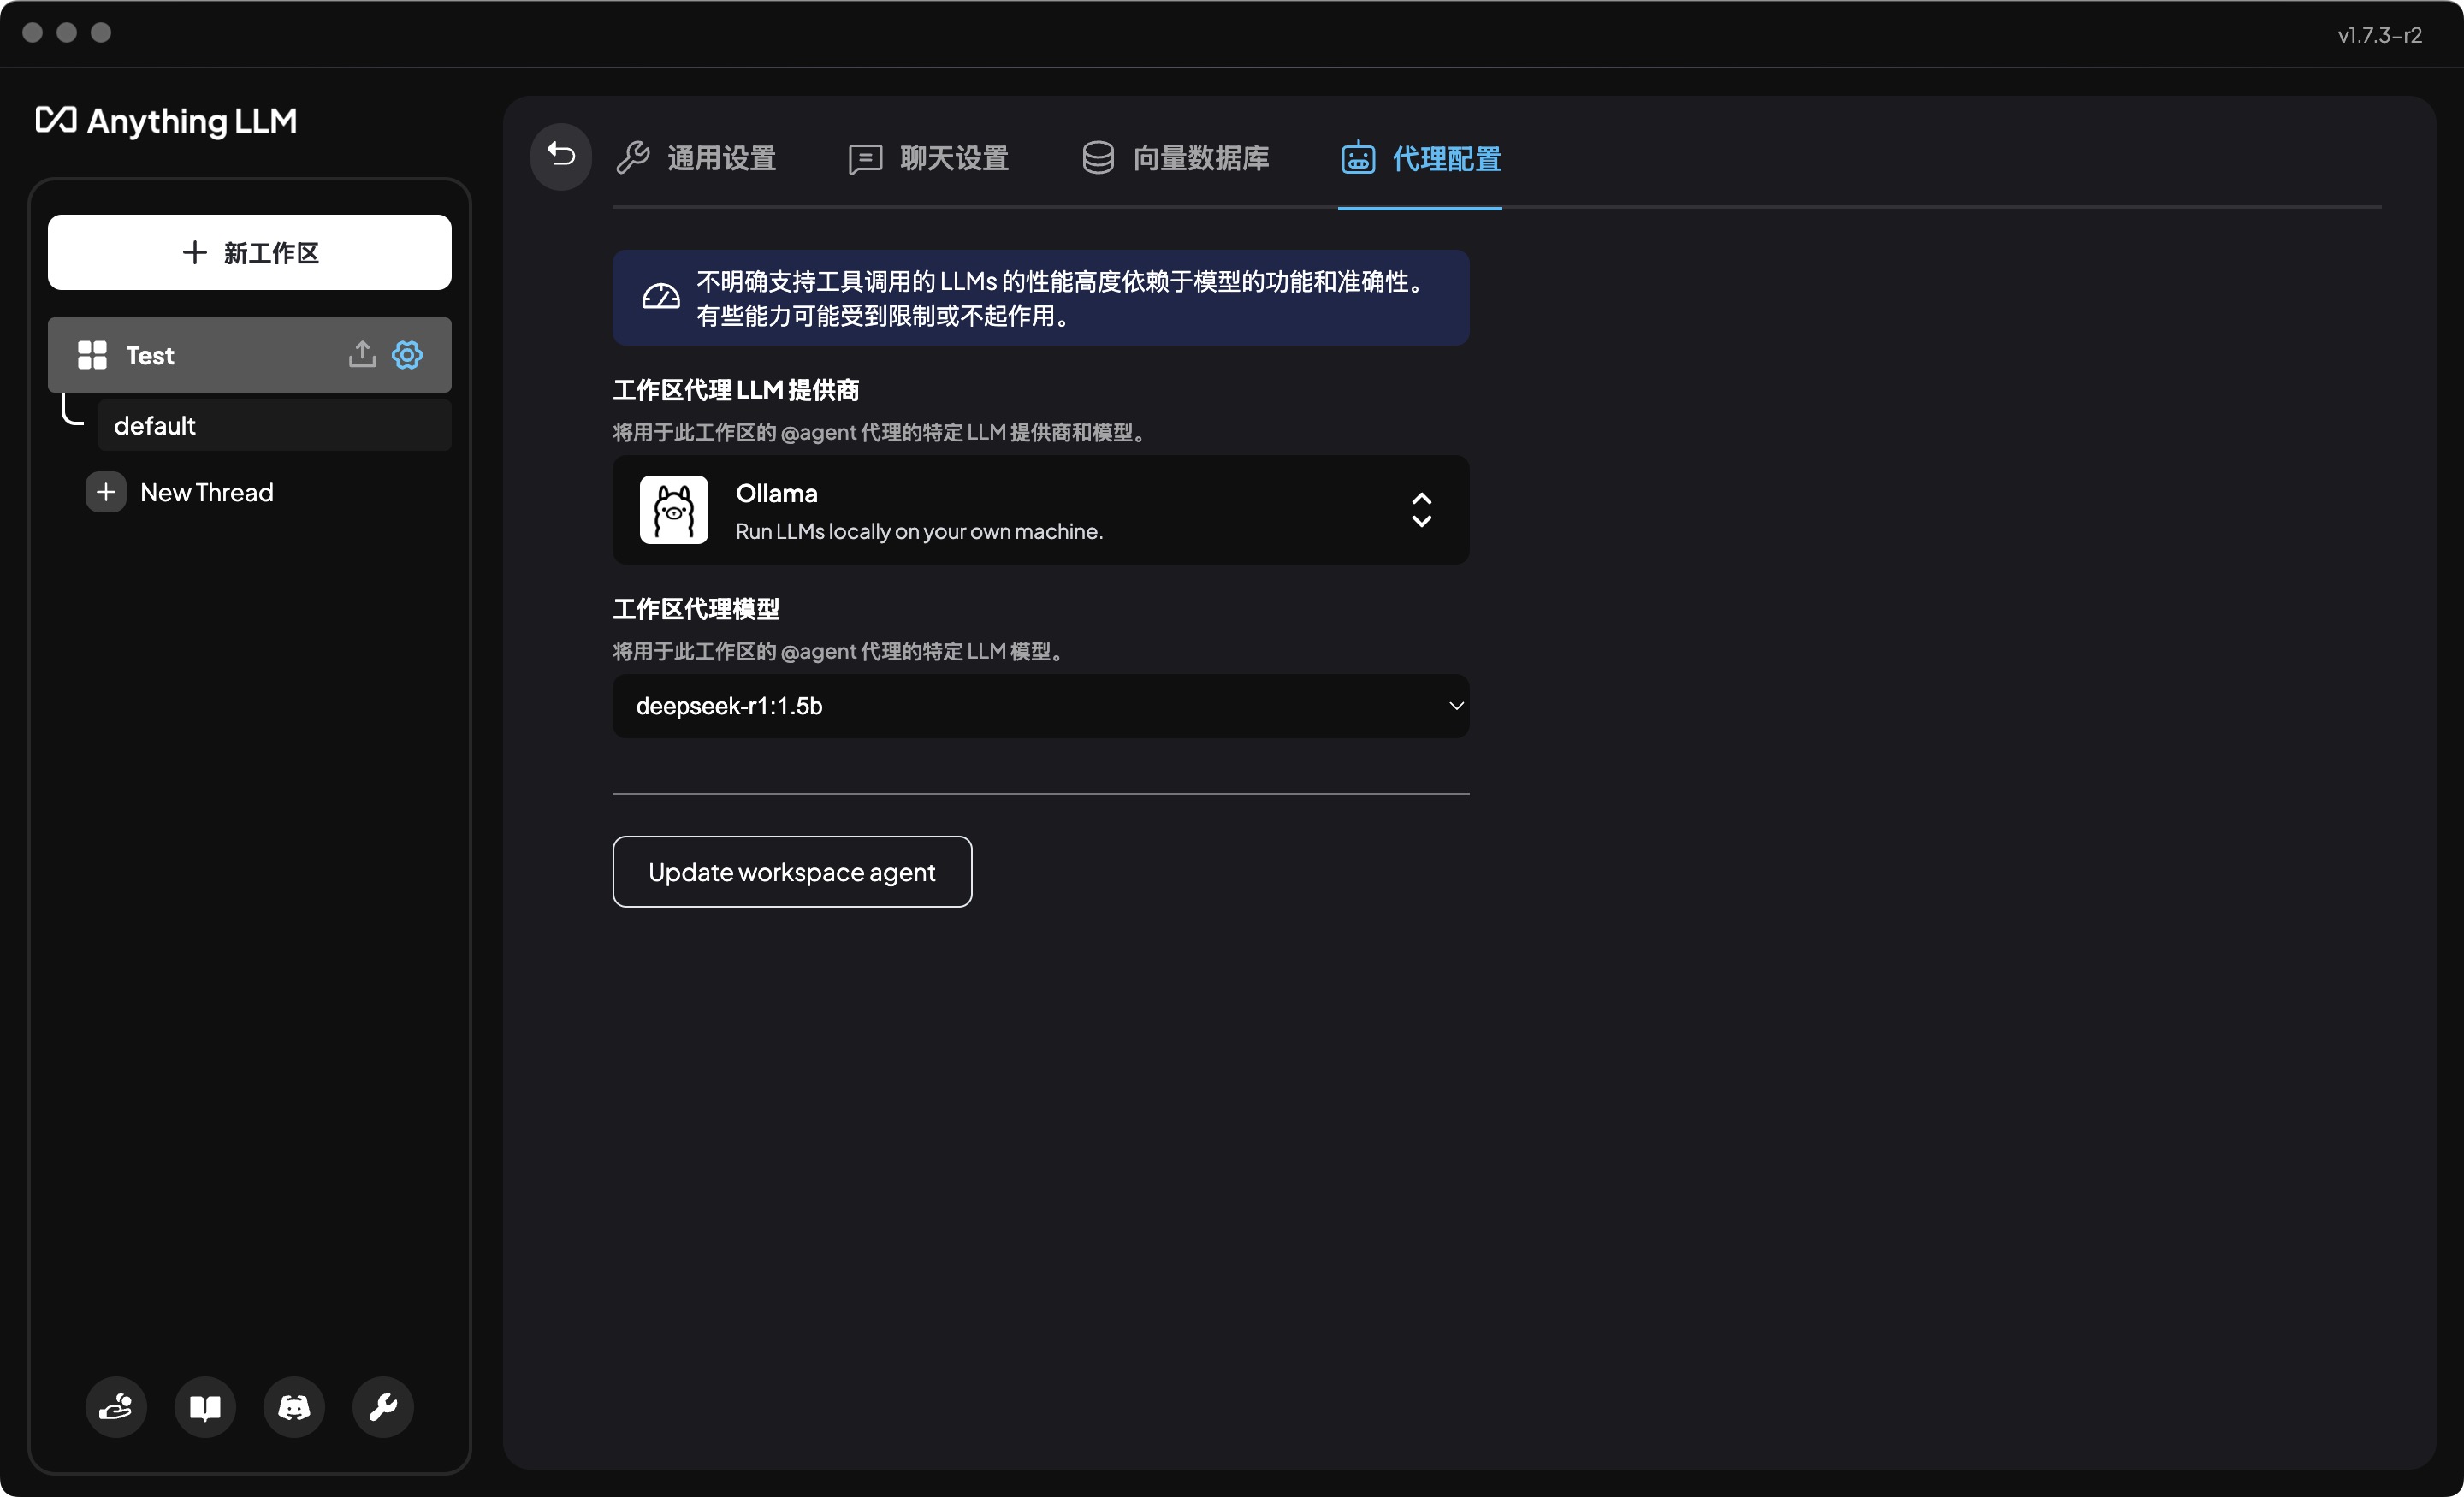 v1.7.3-r2
Anything LLM
新工作区
Test
default
New Thread
通用设置
聊天设置
向量数据库
代理配置
不明确支持工具调用的 LLMs 的性能高度依赖于模型的功能和准确性。
有些能力可能受到限制或不起作用。
工作区代理 LLM 提供商
将用于此工作区的 @agent 代理的特定 LLM 提供商和模型。
Ollama
Run LLMs locally on your own machine.
工作区代理模型
将用于此工作区的 @agent 代理的特定 LLM 模型。
deepseek-r1:1.5b
Update workspace agent